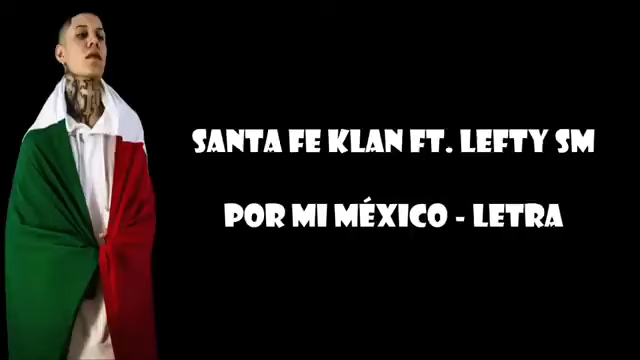 SANTA FE KLAN FT. LEFTY SM
POR MI MÉXICO - LETRA